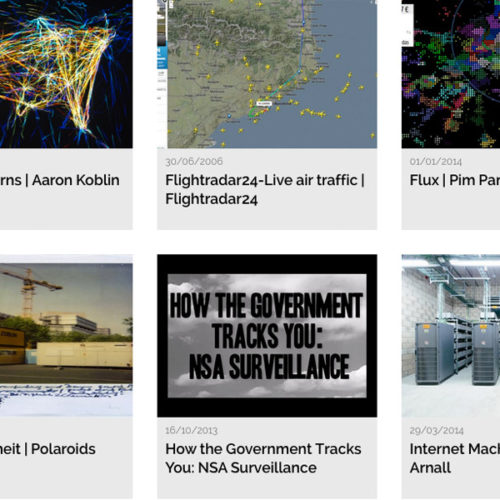 30/06/2006
01/01/2014
rns | Aaron Koblin
Flightradar24-Live air traffic |
Flightradar24
Flux | Pim Par
HOW THE GOVERNMENT
TRACKS YOU:
NSA SURVEILLANCE
16/10/2013
29/03/2014
eit | Polaroids
How the Government Tracks
You: NSA Surveillance
Internet Mac
Arnall